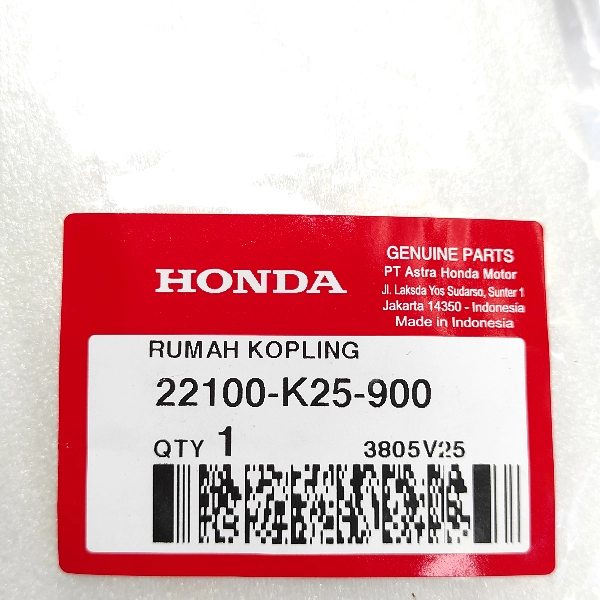 HONDA
GENUINE PARTS
PT Astra Honda Motor
Jl. Laksda Yos Sudarso, Sunter 1
Jakarta 14350 - Indonesia
Made in Indonesia
RUMAH KOPLING
22100-K25-900
QTY 1 3805V25